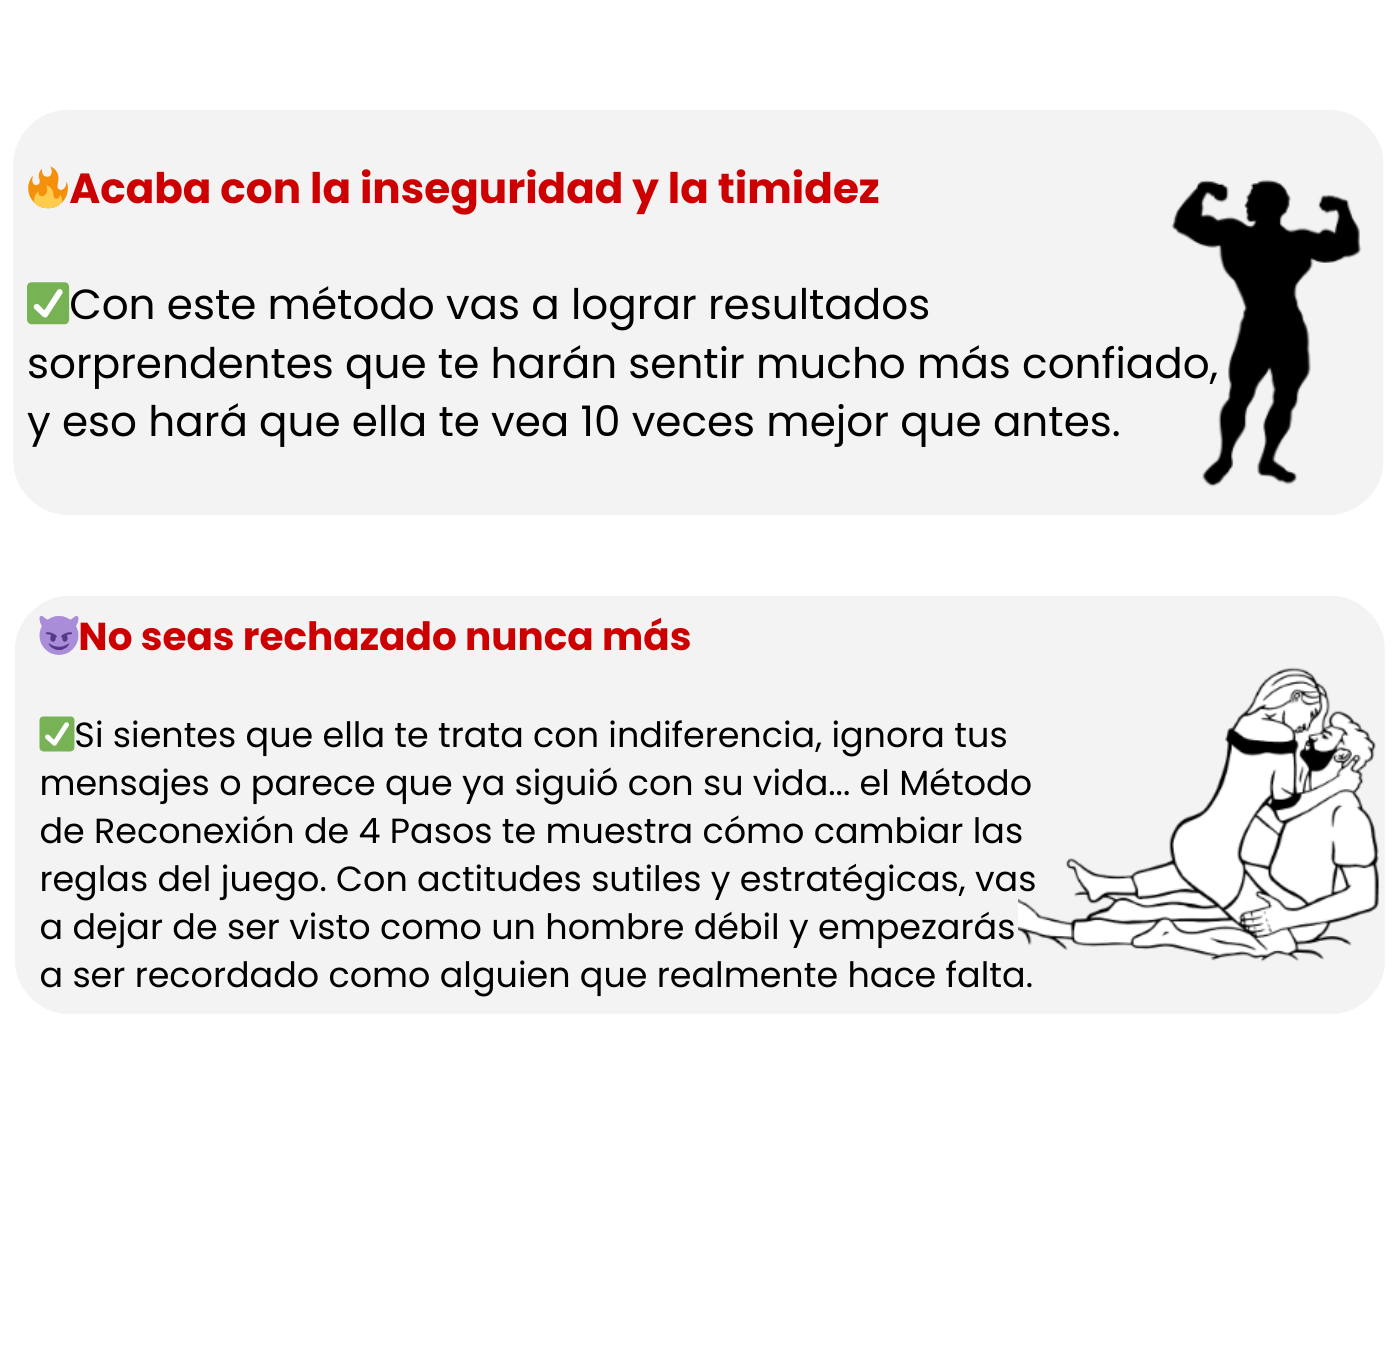 🔥Acaba con la inseguridad y la timidez
✅Con este método vas a lograr resultados
sorprendentes que te harán sentir mucho más confiado,
y eso hará que ella te vea 10 veces mejor que antes.
😈No seas rechazado nunca más
✅Si sientes que ella te trata con indiferencia, ignora tus
mensajes o parece que ya siguió con su vida... el Método
de Reconexión de 4 Pasos te muestra cómo cambiar las
reglas del juego. Con actitudes sutiles y estratégicas, vas
a dejar de ser visto como un hombre débil y empezarás
a ser recordado como alguien que realmente hace falta.